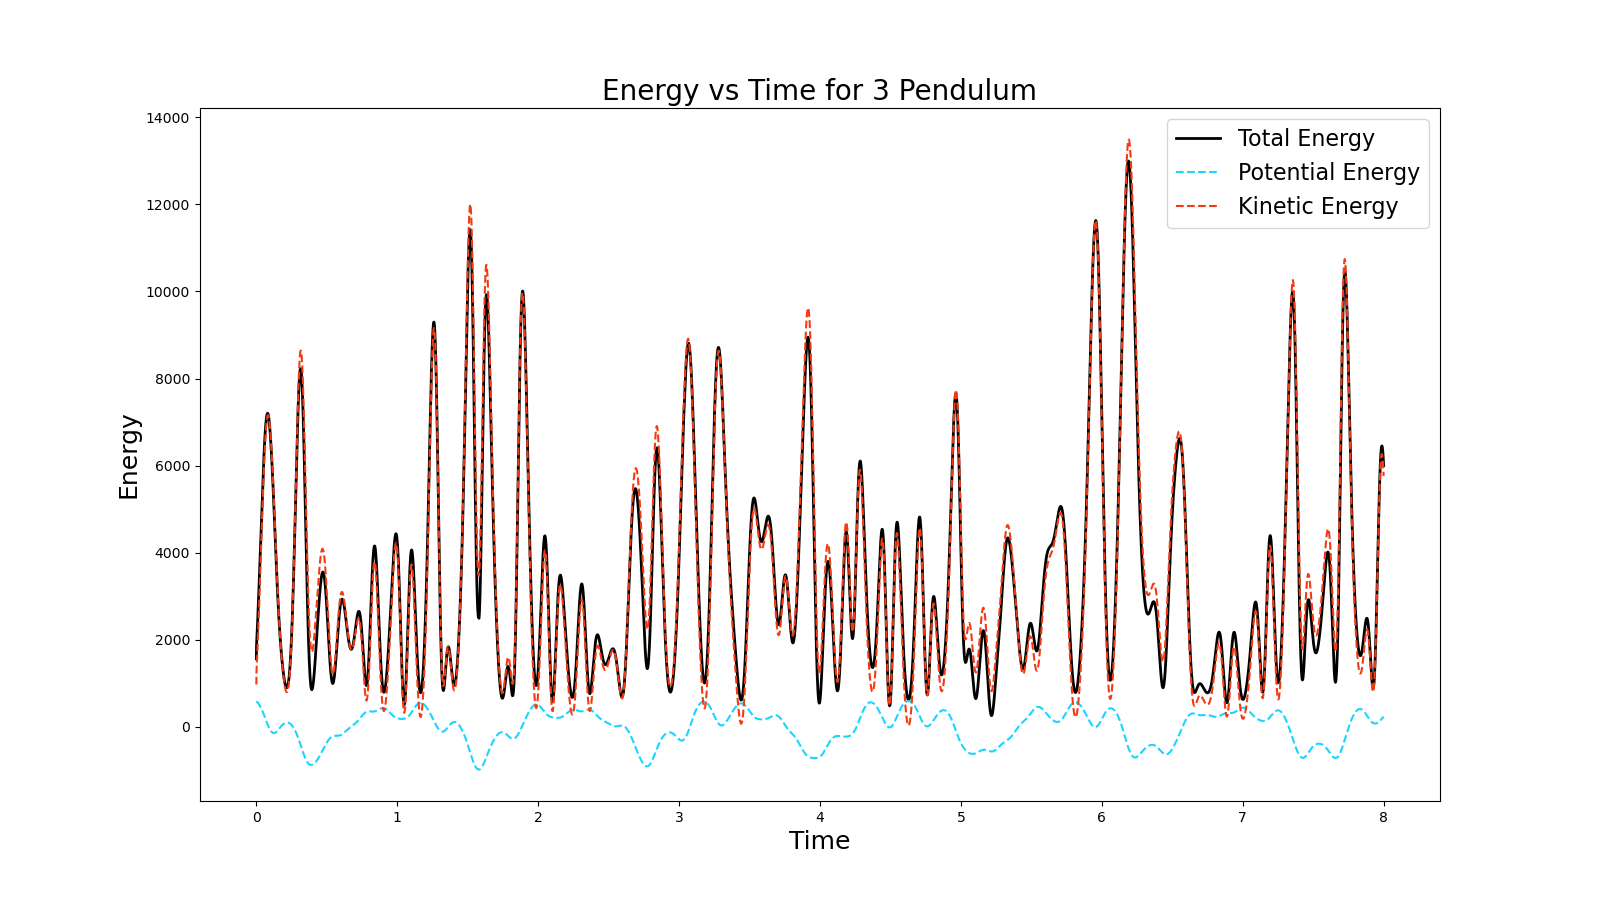 Energy vs Time for 3 Pendulum
14000
12000
10000
8000
6000
4000
2000
0
Energy
Total Energy
Potential Energy
Kinetic Energy
0 1 2 3 4 5 6 7 8
Time